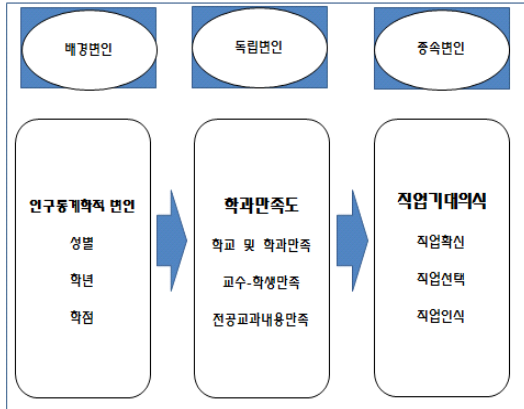 배경변인
독립변인
종속변인
인구통계학적 변인
성별
학년
학점
학과만족도
학교 및 학과만족
교수-학생만족
전공교과내용만족
직업기대의식
직업확신
직업선택
직업인식